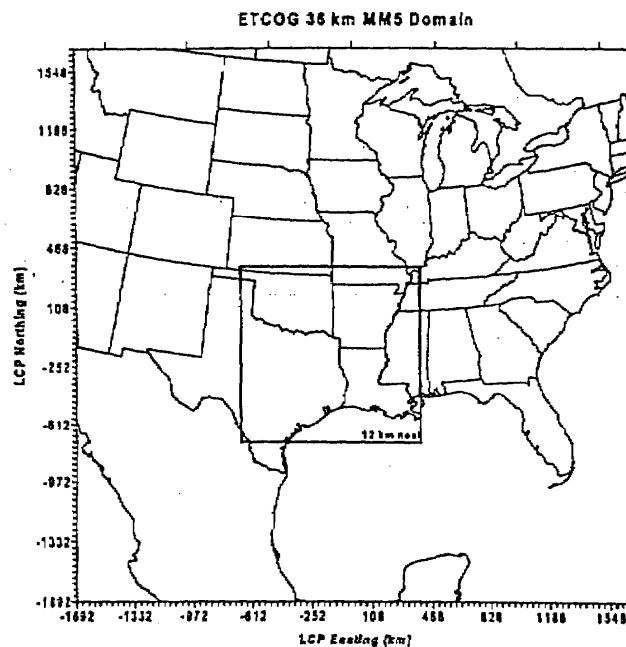 ETCOG 36 km MM5 Domain
1548
1188
828
468
108
-252
-612
-972
-1332
-1692
LCP Northing (km)
12 km nest
-1692 -1332 -972 -612 -252 108 468 828 1188 1548
LCP Easting (km)